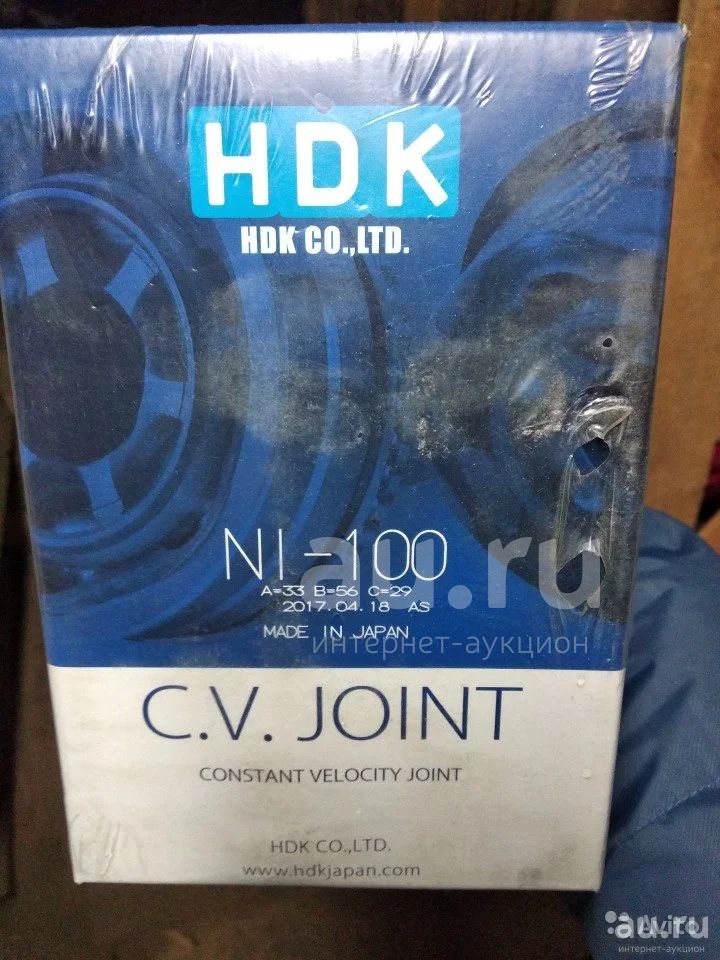 HDK
HDK CO.,LTD.
NI-100
A=33 B=56 C=29
2017.04.18 AS
MADE IN JAPAN
au.ru
интернет-аукцион
C.V. JOINT
CONSTANT VELOCITY JOINT
HDK CO.,LTD.
www.hdkjapan.com
Avito
au.ru
интернет-аукцион